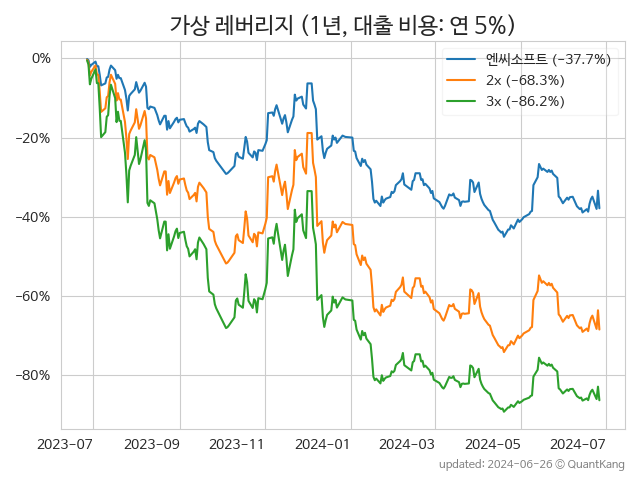 가상 레버리지 (1년, 대출 비용: 연 5%)
엔씨소프트 (−37.7%)
2x (−68.3%)
3x (−86.2%)
0%
−20%
−40%
−60%
−80%
2023-07 2023-09 2023-11 2024-01 2024-03 2024-05 2024-07
updated: 2024-06-26 © QuantKang